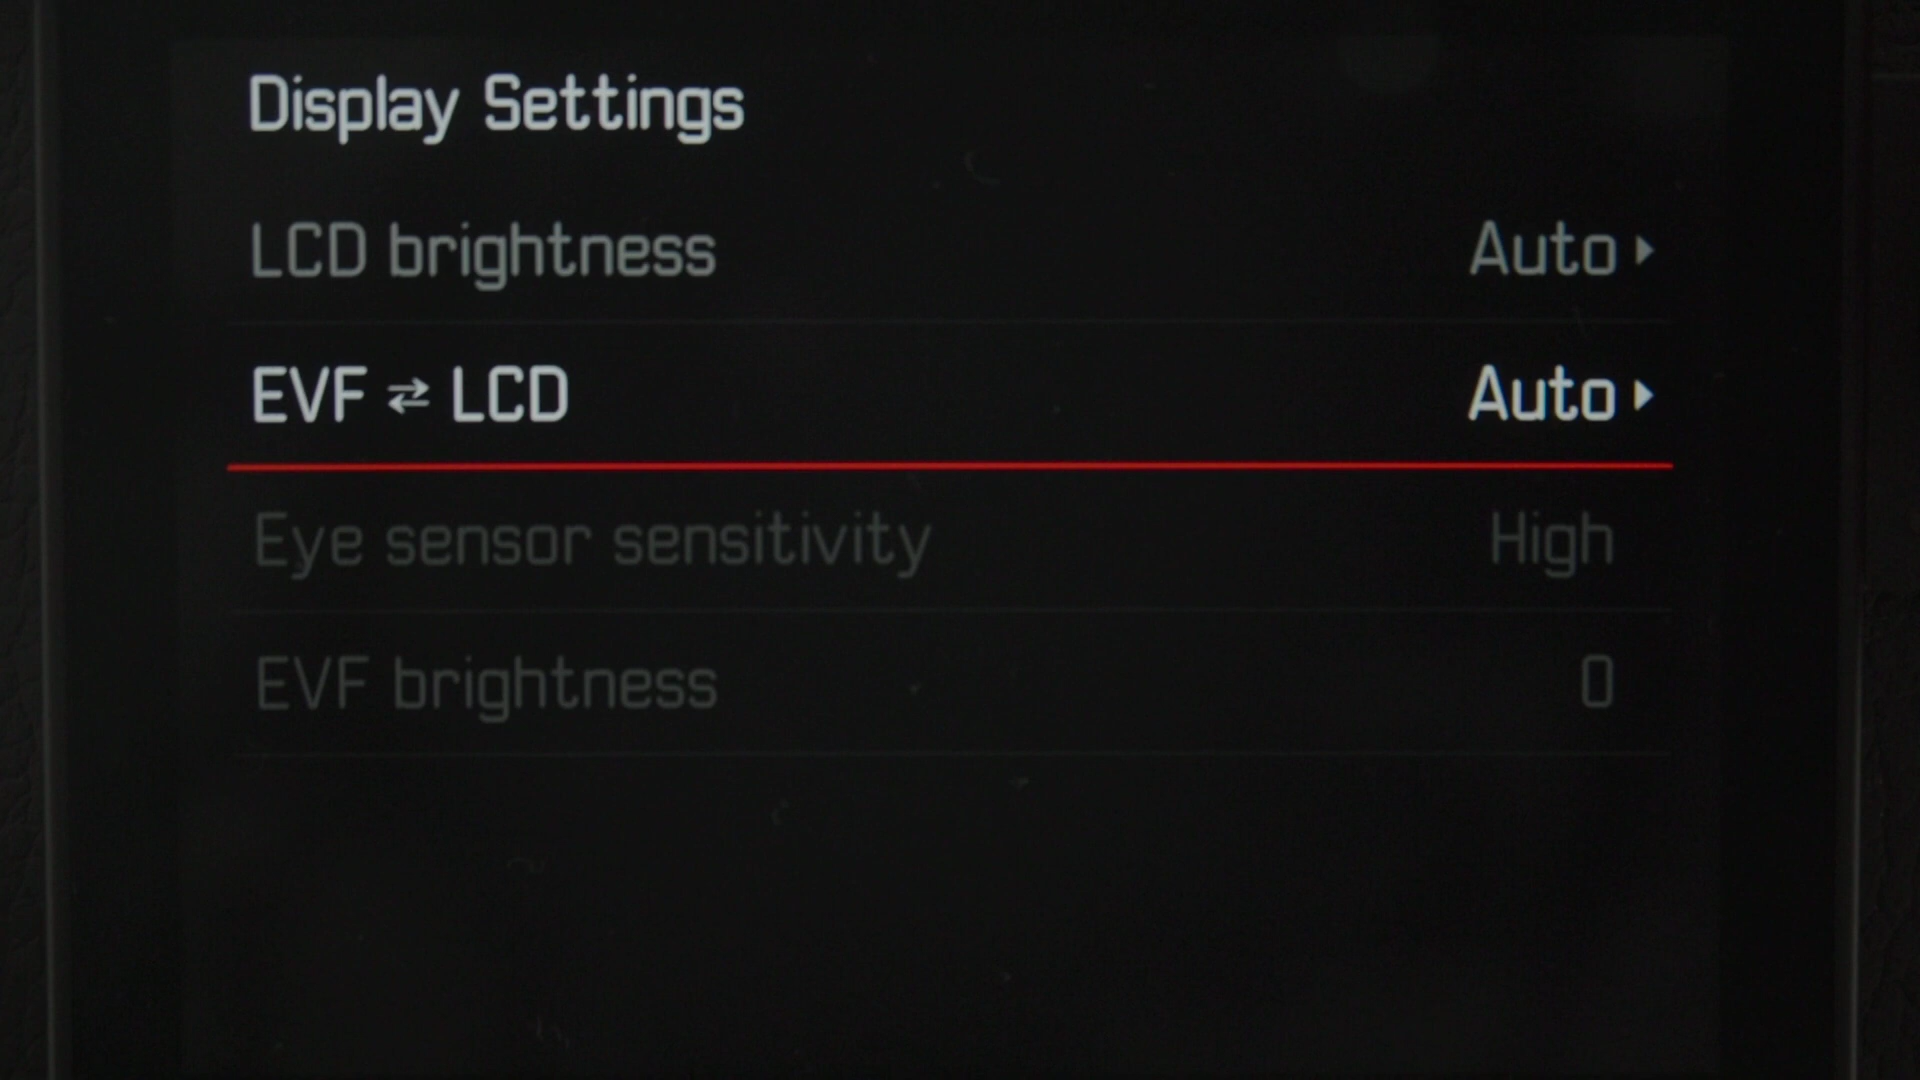 Display Settings
LCD brightness Auto ▸
EVF ⇄ LCD Auto ▸
Eye sensor sensitivity High
EVF brightness 0